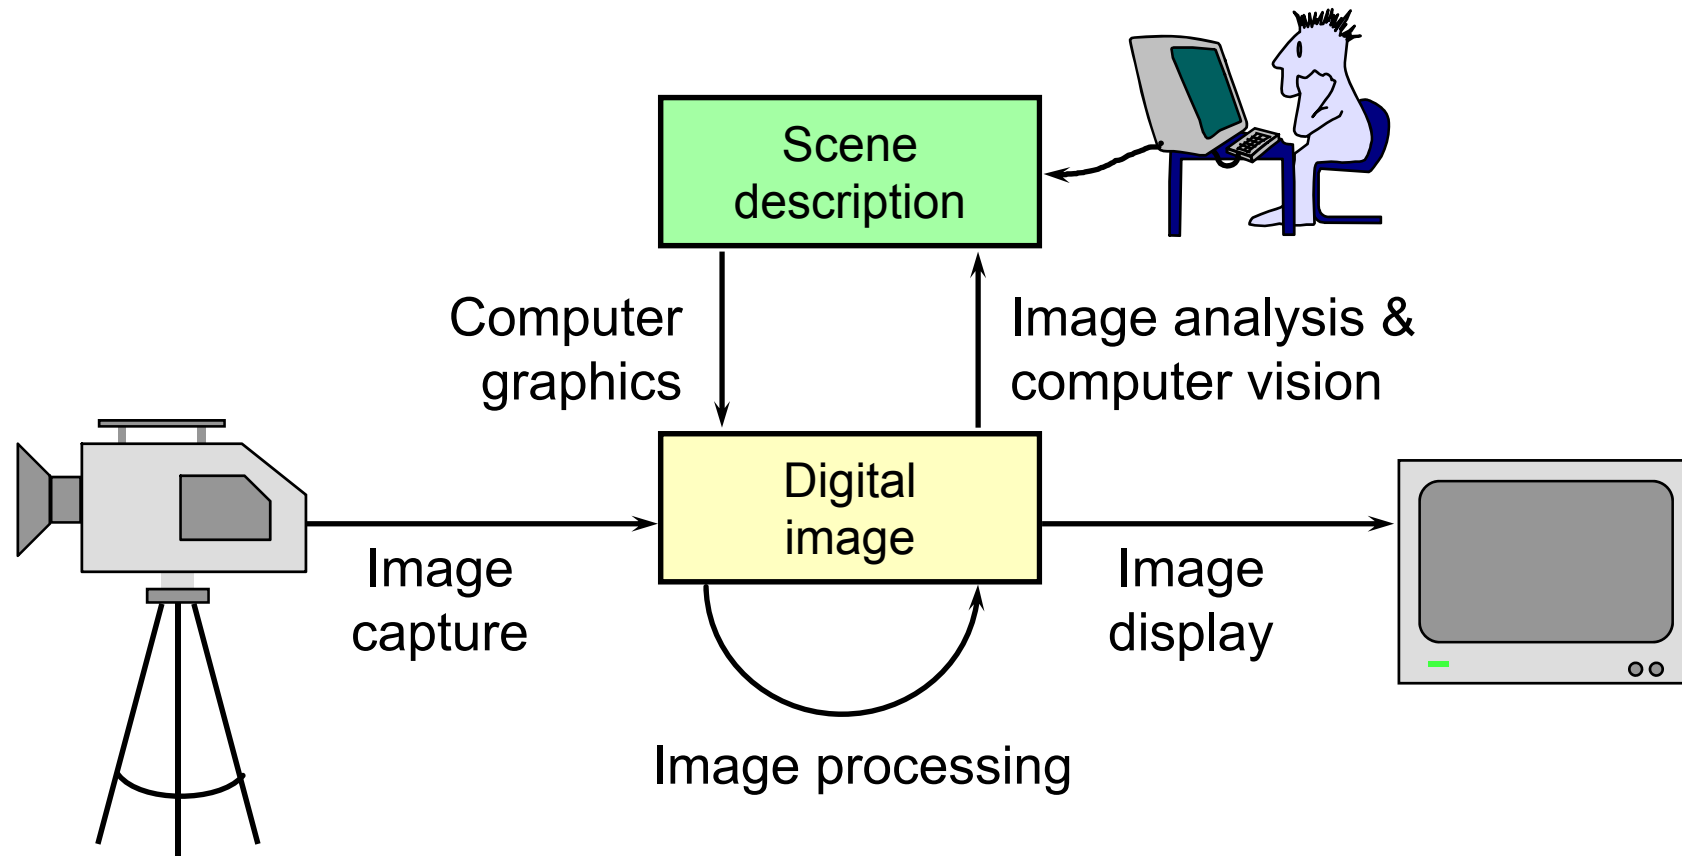 Scene
description
Computer
graphics
Image analysis &
computer vision
Digital
image
Image
capture
Image
display
Image processing